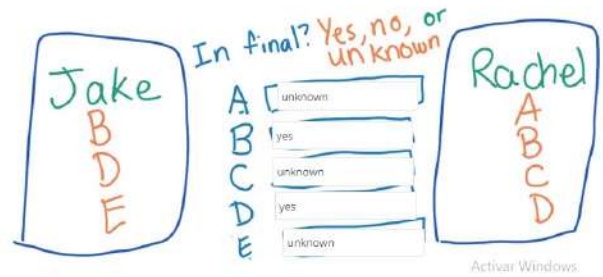 In final? Yes, no, or
unknown
Jake
B
D
E
A unknown
B yes
C unknown
D yes
E unknown
Rachel
A
B
C
D
Activar Windows